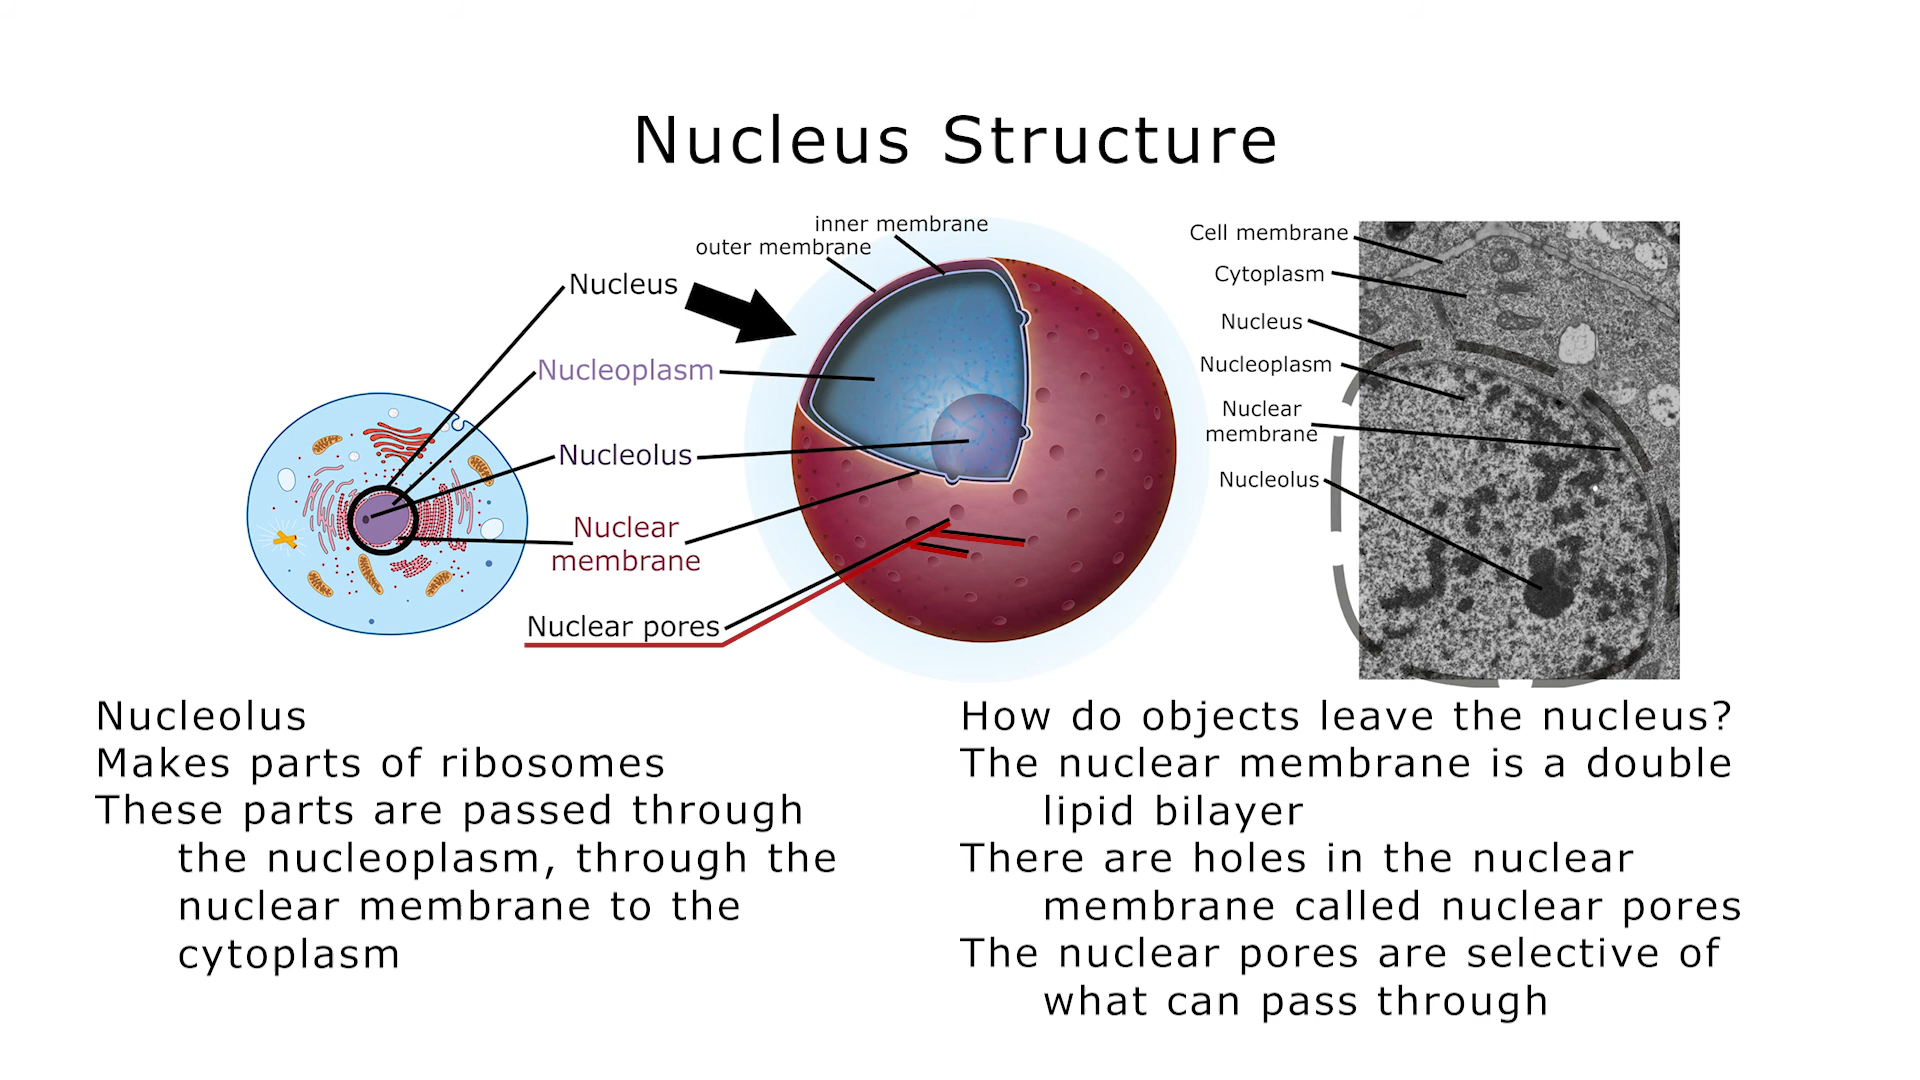 Nucleus Structure
inner membrane
outer membrane
Nucleus
Nucleoplasm
Nucleolus
Nuclear
membrane
Nuclear pores
Cell membrane
Cytoplasm
Nucleus
Nucleoplasm
Nuclear
membrane
Nucleolus
Nucleolus
Makes parts of ribosomes
These parts are passed through
the nucleoplasm, through the
nuclear membrane to the
cytoplasm
How do objects leave the nucleus?
The nuclear membrane is a double
lipid bilayer
There are holes in the nuclear
membrane called nuclear pores
The nuclear pores are selective of
what can pass through